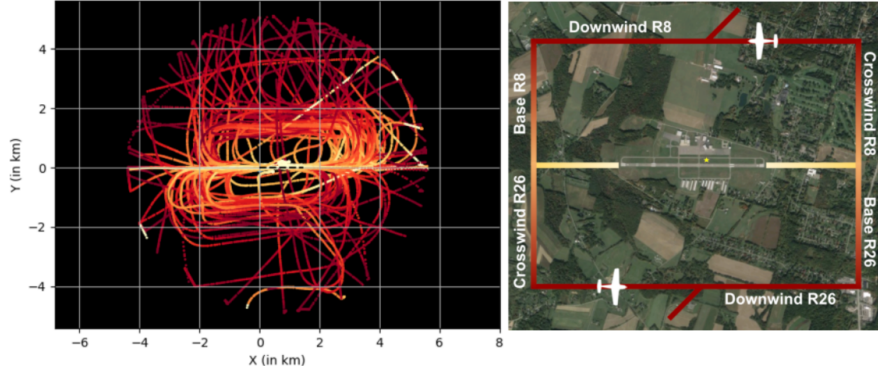 4
2
0
−2
−4
Y (in km)
−6
−4
−2
0
2
4
6
8
X (in km)
Downwind R8
Base R8
Crosswind R8
Crosswind R26
Base R26
Downwind R26